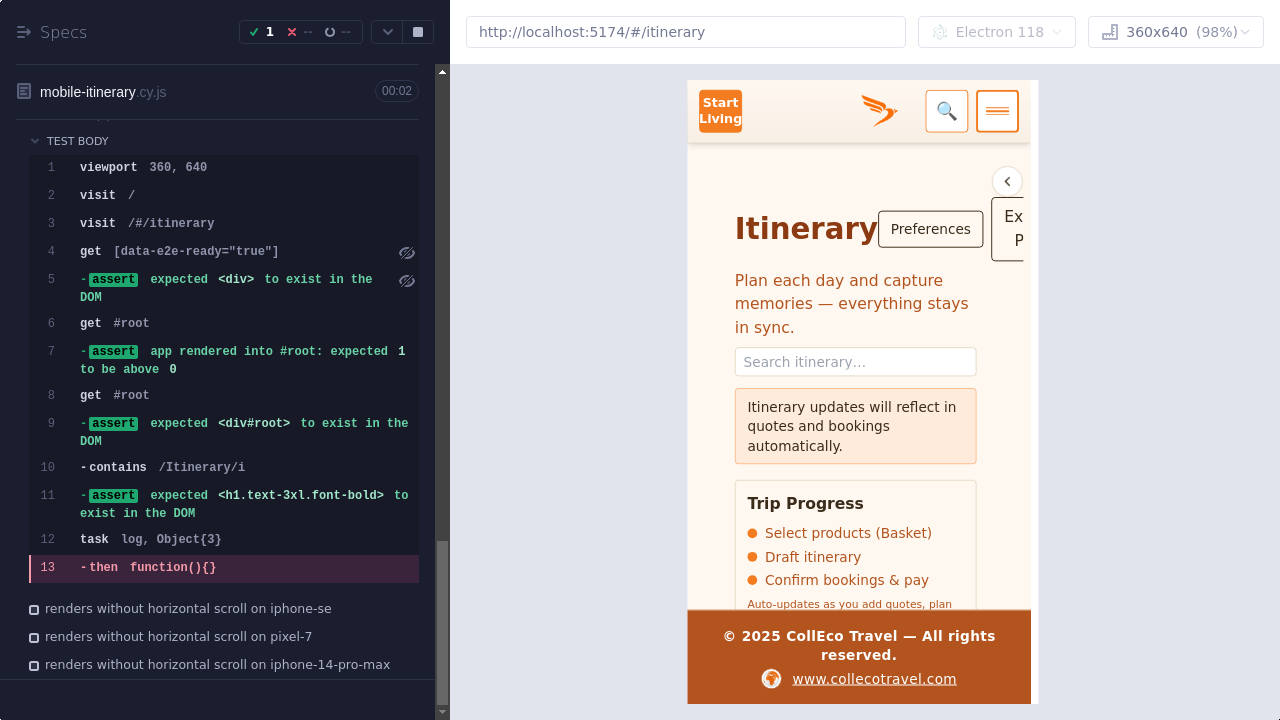 Specs
1
--
--
http://localhost:5174/#/itinerary
Electron 118
360x640 (98%)
mobile-itinerary.cy.js
00:02
TEST BODY
1 viewport 360, 640
2 visit /
3 visit /#/itinerary
4 get [data-e2e-ready="true"]
5 -assert expected <div> to exist in the
DOM
6 get #root
7 -assert app rendered into #root: expected 1
to be above 0
8 get #root
9 -assert expected <div#root> to exist in the
DOM
10 -contains /Itinerary/i
11 -assert expected <h1.text-3xl.font-bold> to
exist in the DOM
12 task log, Object{3}
13 -then function(){}
renders without horizontal scroll on iphone-se
renders without horizontal scroll on pixel-7
renders without horizontal scroll on iphone-14-pro-max
Start
Living
Itinerary
Preferences
Ex
P
Plan each day and capture
memories — everything stays
in sync.
Search itinerary...
Itinerary updates will reflect in
quotes and bookings
automatically.
Trip Progress
Select products (Basket)
Draft itinerary
Confirm bookings & pay
Auto-updates as you add quotes, plan
© 2025 CollEco Travel — All rights
reserved.
www.collecotravel.com